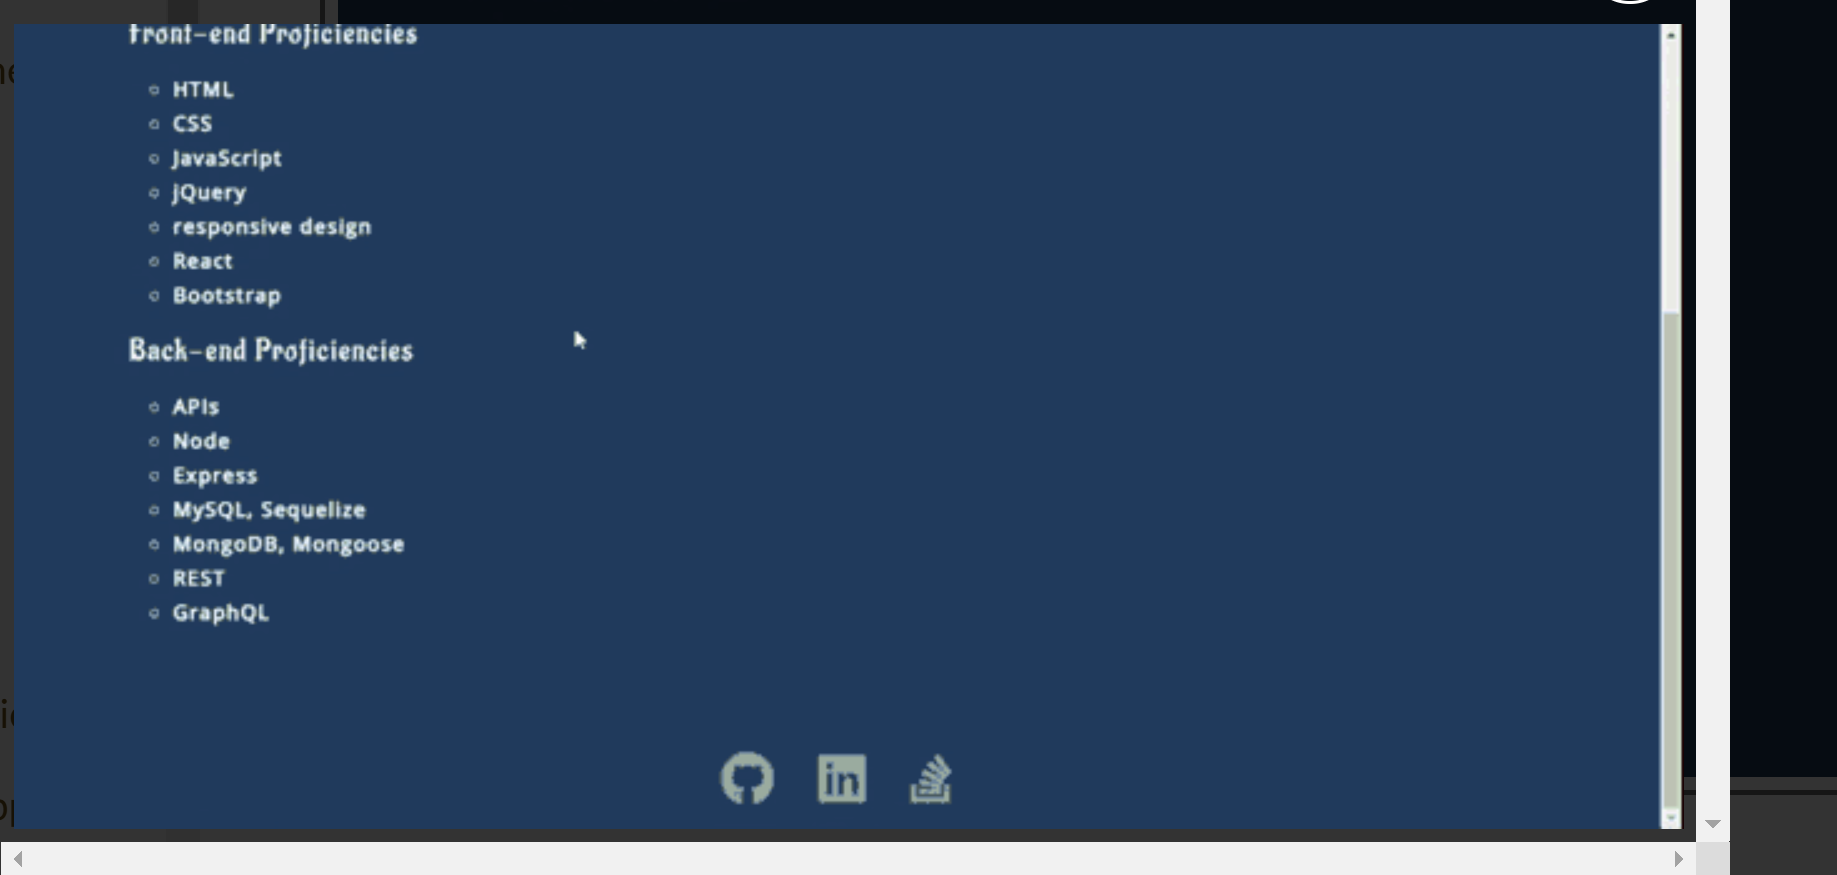 Front-end Proficiencies
HTML
CSS
JavaScript
jQuery
responsive design
React
Bootstrap
Back-end Proficiencies
APIs
Node
Express
MySQL, Sequelize
MongoDB, Mongoose
REST
GraphQL
in